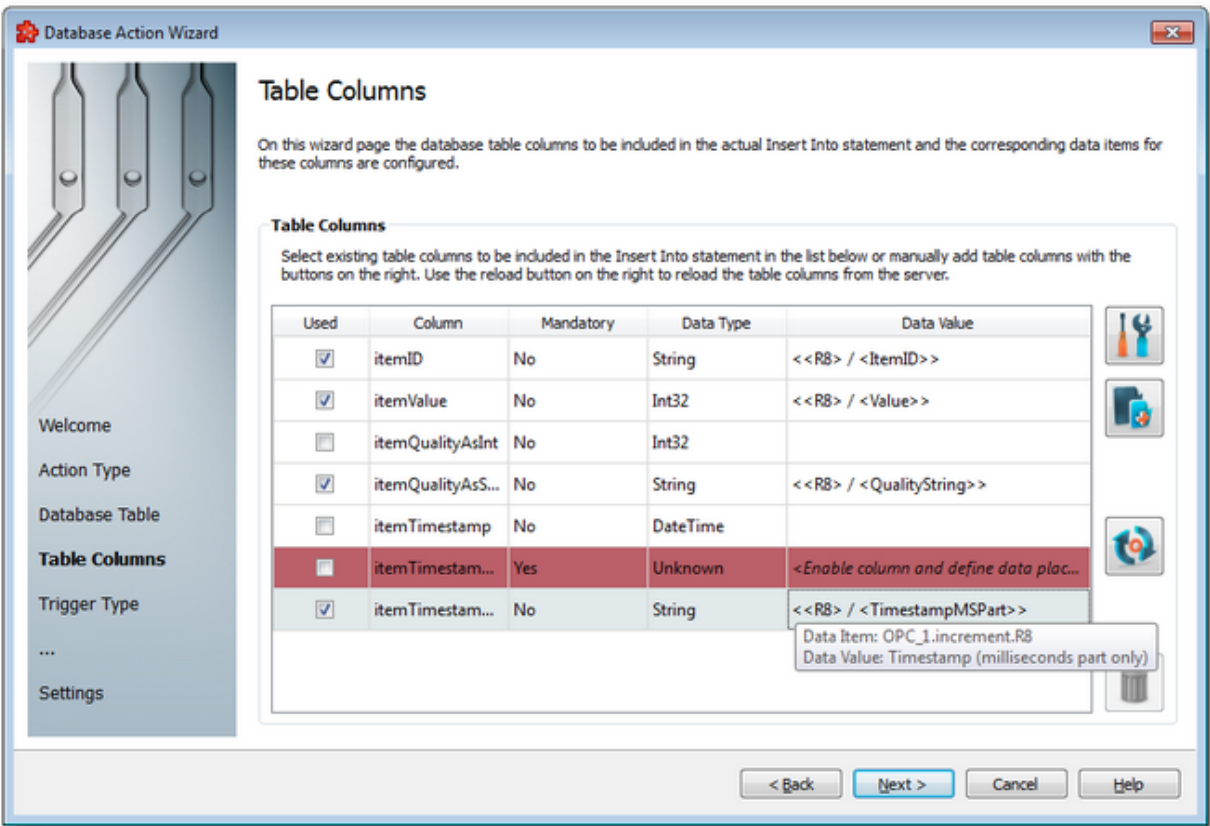 Database Action Wizard
Table Columns
On this wizard page the database table columns to be included in the actual Insert Into statement and the corresponding data items for
these columns are configured.
Table Columns
Select existing table columns to be included in the Insert Into statement in the list below or manually add table columns with the
buttons on the right. Use the reload button on the right to reload the table columns from the server.
Used Column Mandatory Data Type Data Value
itemID No String <<R8> / <ItemID>>
itemValue No Int32 <<R8> / <Value>>
itemQualityAsInt No Int32
itemQualityAsS... No String <<R8> / <QualityString>>
itemTimestamp No DateTime
itemTimestam... Yes Unknown <Enable column and define data plac...
itemTimestam... No String <<R8> / <TimestampMSPart>>
Data Item: OPC_1.increment.R8
Data Value: Timestamp (milliseconds part only)
Welcome
Action Type
Database Table
Table Columns
Trigger Type
...
Settings
< Back Next > Cancel Help